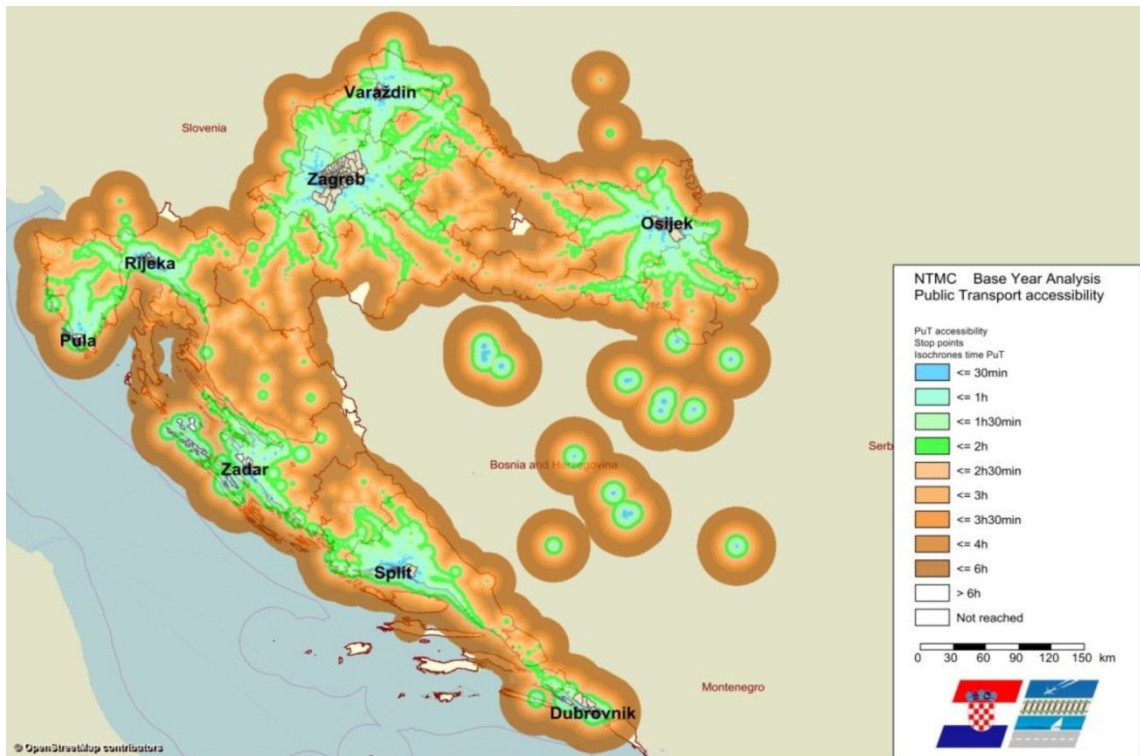 Varaždin
Slovenia
Zagreb
Osijek
Rijeka
Pula
Zadar
Bosnia and Herzegovina
Serb
Split
Montenegro
Dubrovnik
© OpenStreetMap contributors
NTMC Base Year Analysis
Public Transport accessibility
PuT accessibility
Stop points
Isochrones time PuT
<= 30min
<= 1h
<= 1h30min
<= 2h
<= 2h30min
<= 3h
<= 3h30min
<= 4h
<= 6h
> 6h
Not reached
0 30 60 90 120 150 km